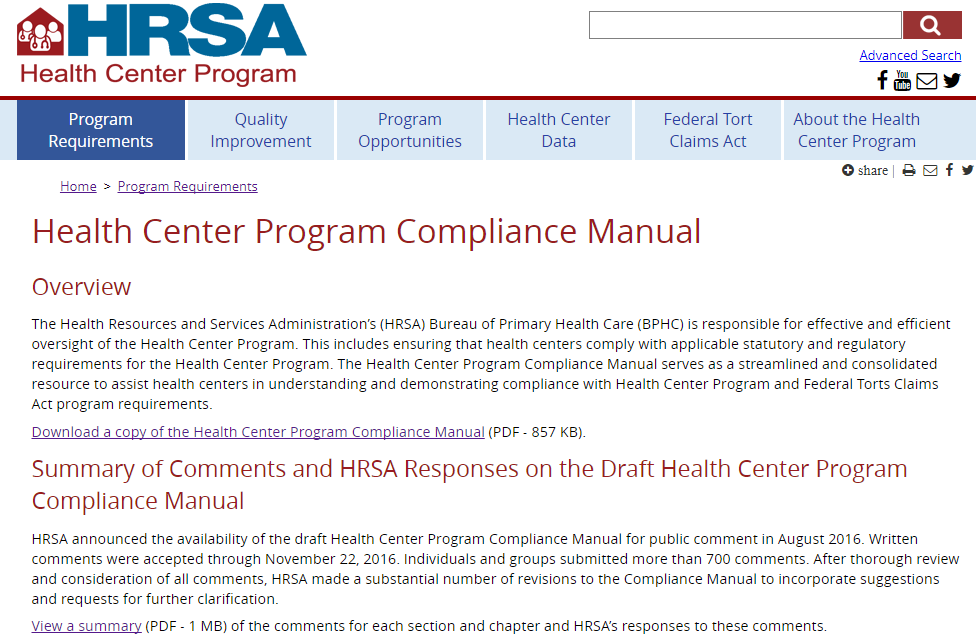 HRSA
Health Center Program
Advanced Search
You
Tube
Program
Requirements
Quality
Improvement
Program
Opportunities
Health Center
Data
Federal Tort
Claims Act
About the Health
Center Program
share |
Home > Program Requirements
Health Center Program Compliance Manual
Overview
The Health Resources and Services Administration's (HRSA) Bureau of Primary Health Care (BPHC) is responsible for effective and efficient
oversight of the Health Center Program. This includes ensuring that health centers comply with applicable statutory and regulatory
requirements for the Health Center Program. The Health Center Program Compliance Manual serves as a streamlined and consolidated
resource to assist health centers in understanding and demonstrating compliance with Health Center Program and Federal Torts Claims
Act program requirements.
Download a copy of the Health Center Program Compliance Manual (PDF - 857 KB).
Summary of Comments and HRSA Responses on the Draft Health Center Program
Compliance Manual
HRSA announced the availability of the draft Health Center Program Compliance Manual for public comment in August 2016. Written
comments were accepted through November 22, 2016. Individuals and groups submitted more than 700 comments. After thorough review
and consideration of all comments, HRSA made a substantial number of revisions to the Compliance Manual to incorporate suggestions
and requests for further clarification.
View a summary (PDF - 1 MB) of the comments for each section and chapter and HRSA's responses to these comments.